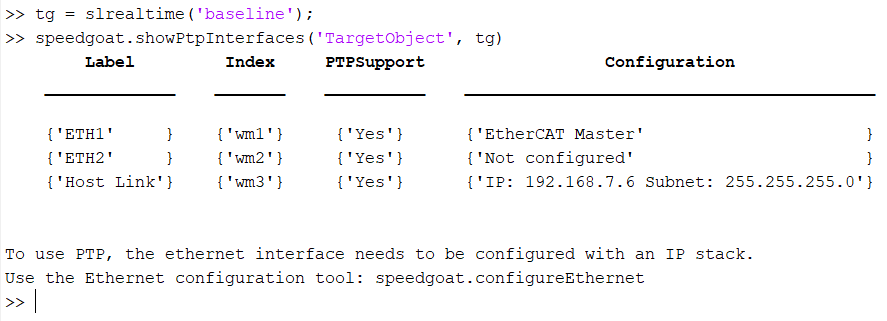 >> tg = slrealtime('baseline');
>> speedgoat.showPtpInterfaces('TargetObject', tg)
Label Index PTPSupport Configuration
{'ETH1' } {'wm1'} {'Yes'} {'EtherCAT Master' }
{'ETH2' } {'wm2'} {'Yes'} {'Not configured' }
{'Host Link'} {'wm3'} {'Yes'} {'IP: 192.168.7.6 Subnet: 255.255.255.0'}
To use PTP, the ethernet interface needs to be configured with an IP stack.
Use the Ethernet configuration tool: speedgoat.configureEthernet
>>